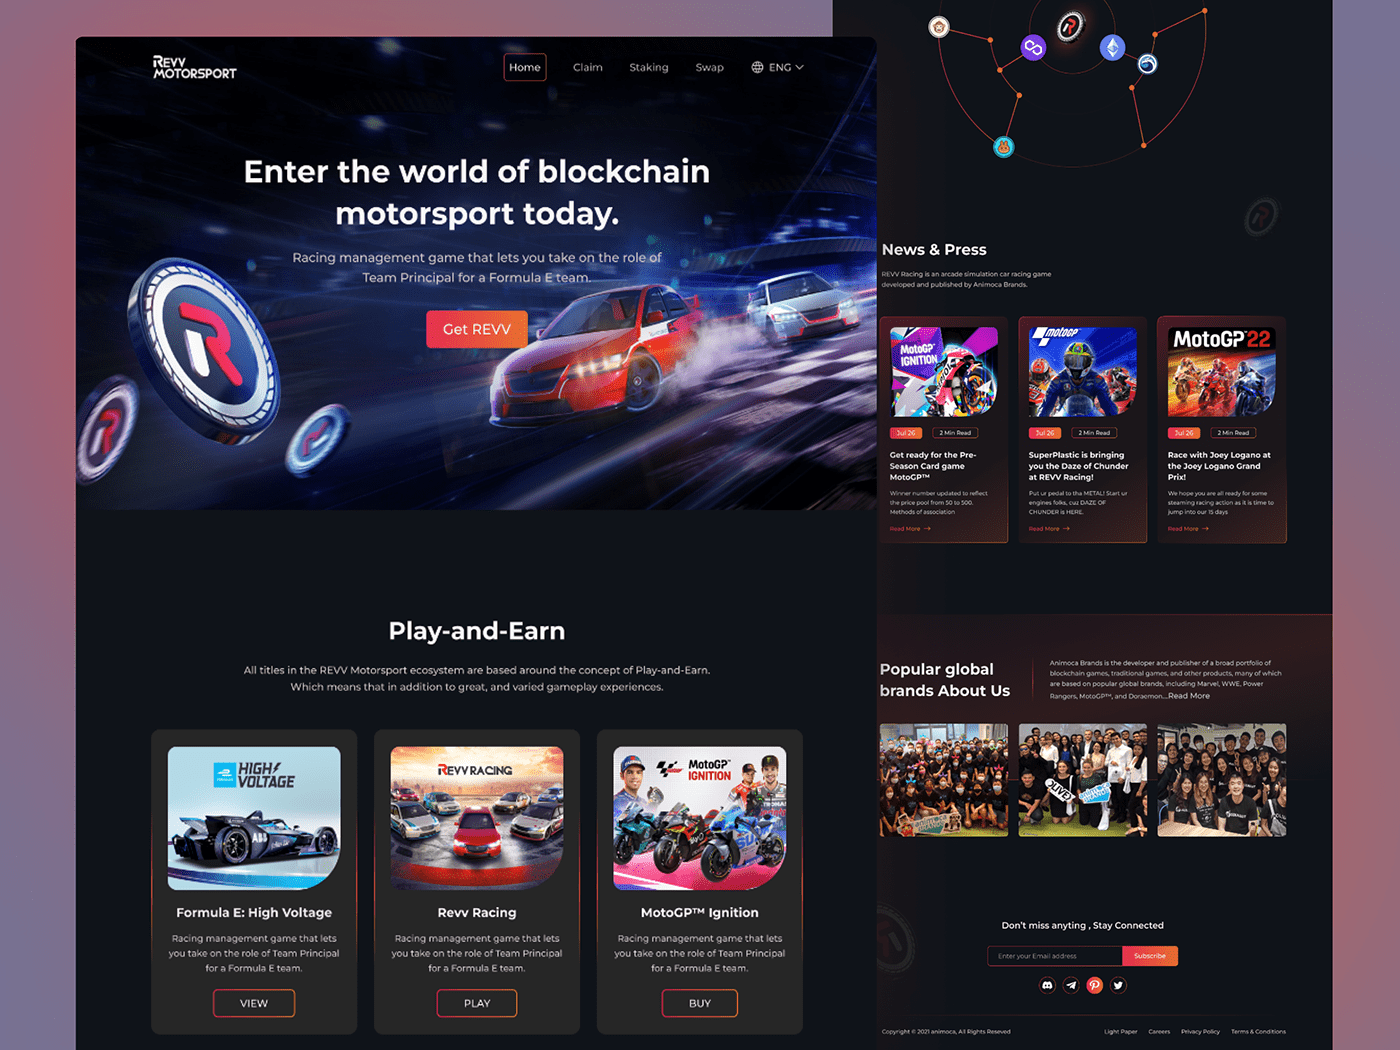 REVV
MOTORSPORT
Home
Claim
Staking
Swap
ENG
Enter the world of blockchain
motorsport today.
Racing management game that lets you take on the role of
Team Principal for a Formula E team.
Get REVV
Play-and-Earn
All titles in the REVV Motorsport ecosystem are based around the concept of Play-and-Earn.
Which means that in addition to great, and varied gameplay experiences.
HIGH
VOLTAGE
ABB
Formula E: High Voltage
Racing management game that lets
you take on the role of Team Principal
for a Formula E team.
VIEW
REVV RACING
Revv Racing
Racing management game that lets
you take on the role of Team Principal
for a Formula E team.
PLAY
MotoGP™
IGNITION
MotoGP™ Ignition
Racing management game that lets
you take on the role of Team Principal
for a Formula E team.
BUY
News & Press
REVV Racing is an arcade simulation car racing game
developed and published by Animoca Brands.
MotoGP™
IGNITION
Jul 26
2 Min Read
Get ready for the Pre-
Season Card game
MotoGP™
Winner number updated to reflect
the price pool from 50 to 500.
Methods of association
Read More
MotoGP
Jul 26
2 Min Read
SuperPlastic is bringing
you the Daze of Chunder
at REVV Racing!
Put ur pedal to tha METAL! Start ur
engines folks, cuz DAZE OF
CHUNDER is HERE.
Read More
MotoGP™22
Jul 26
2 Min Read
Race with Joey Logano at
the Joey Logano Grand
Prix!
We hope you are all ready for some
steaming racing action as it is time to
jump into our 15 days
Read More
Popular global
brands About Us
Animoca Brands is the developer and publisher of a broad portfolio of
blockchain games, traditional games, and other products, many of which
are based on popular global brands, including Marvel, WWE, Power
Rangers, MotoGP™, and Doraemon...Read More
Don't miss anyting , Stay Connected
Enter your Email address
Subscribe
Copyright © 2021 animoca, All Rights Reseved
Light Paper
Careers
Privacy Policy
Terms & Conditions